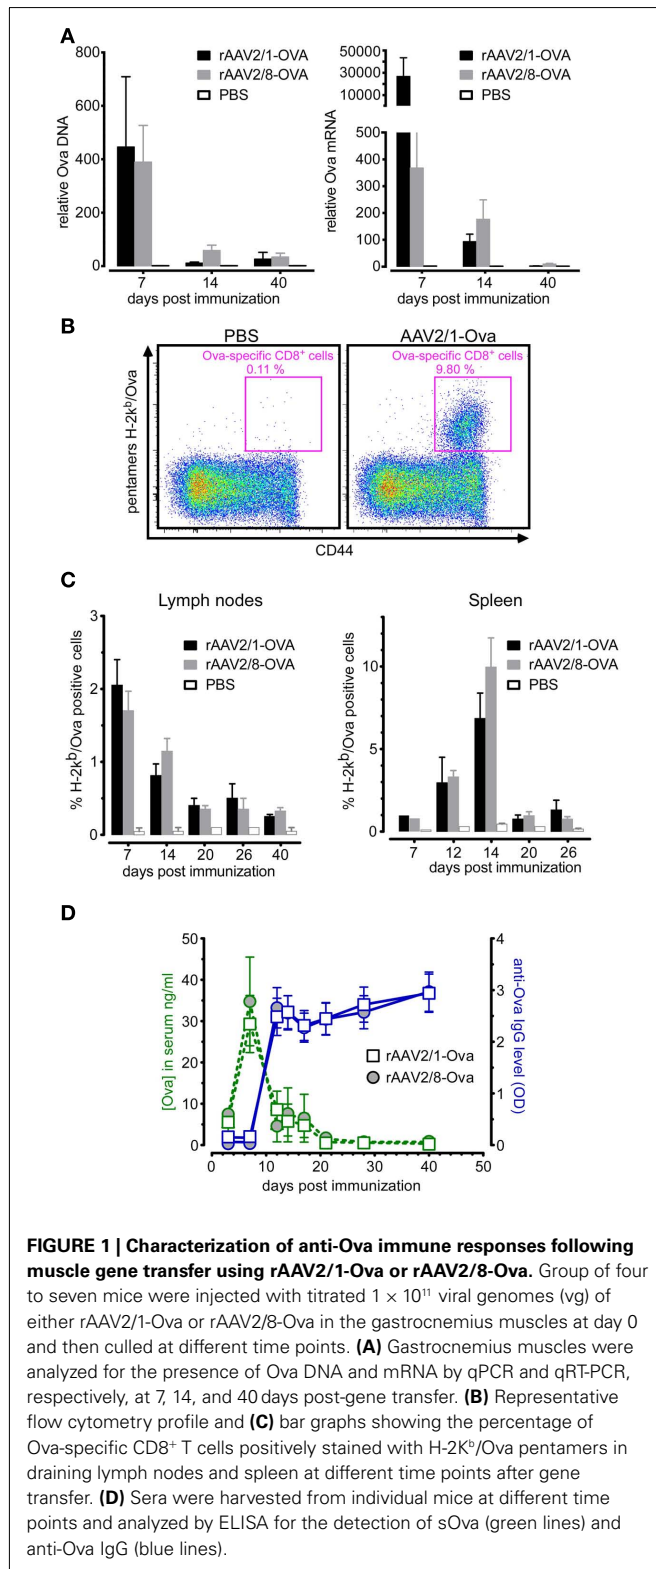 A
800
600
400
200
0
relative Ova DNA
rAAV2/1-OVA
rAAV2/8-OVA
PBS
7 14 40
days post immunization
50000
30000
10000
500
400
300
200
100
0
relative Ova mRNA
rAAV2/1-OVA
rAAV2/8-OVA
PBS
7 14 40
days post immunization
B
PBS
AAV2/1-Ova
Ova-specific CD8⁺ cells
0.11 %
Ova-specific CD8⁺ cells
9.80 %
pentamers H-2kᵇ/Ova
CD44
C
Lymph nodes
3
2
1
0
% H-2kᵇ/Ova positive cells
rAAV2/1-OVA
rAAV2/8-OVA
PBS
7 14 20 26 40
days post immunization
Spleen
10
5
0
% H-2kᵇ/Ova positive cells
rAAV2/1-OVA
rAAV2/8-OVA
PBS
7 12 14 20 26
days post immunization
D
50
40
30
20
10
0
[Ova] in serum ng/ml
4
3
2
1
0
anti-Ova IgG level (OD)
rAAV2/1-Ova
rAAV2/8-Ova
0 10 20 30 40 50
days post immunization
FIGURE 1 | Characterization of anti-Ova immune responses following
muscle gene transfer using rAAV2/1-Ova or rAAV2/8-Ova. Group of four
to seven mice were injected with titrated 1 × 10¹¹ viral genomes (vg) of
either rAAV2/1-Ova or rAAV2/8-Ova in the gastrocnemius muscles at day 0
and then culled at different time points. (A) Gastrocnemius muscles were
analyzed for the presence of Ova DNA and mRNA by qPCR and qRT-PCR,
respectively, at 7, 14, and 40 days post-gene transfer. (B) Representative
flow cytometry profile and (C) bar graphs showing the percentage of
Ova-specific CD8⁺ T cells positively stained with H-2Kᵇ/Ova pentamers in
draining lymph nodes and spleen at different time points after gene
transfer. (D) Sera were harvested from individual mice at different time
points and analyzed by ELISA for the detection of sOva (green lines) and
anti-Ova IgG (blue lines).